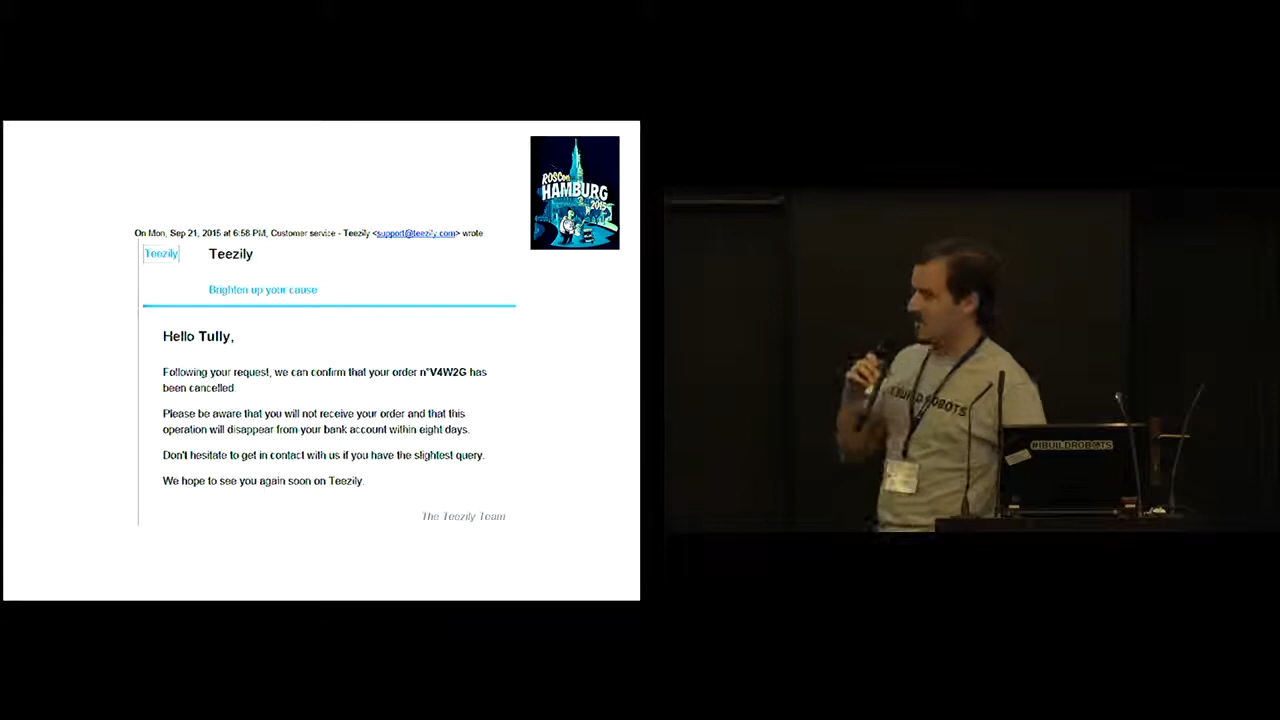 ROSCon
HAMBURG
2015
On Mon, Sep 21, 2015 at 6:58 PM, Customer service - Teezily <support@teezily.com> wrote
Teezily
Teezily
Brighten up your cause
Hello Tully,
Following your request, we can confirm that your order n°V4W2G has
been cancelled.
Please be aware that you will not receive your order and that this
operation will disappear from your bank account within eight days.
Don't hesitate to get in contact with us if you have the slightest query.
We hope to see you again soon on Teezily.
The Teezily Team
BUILD ROBOTS
#IBUILDROBOTS